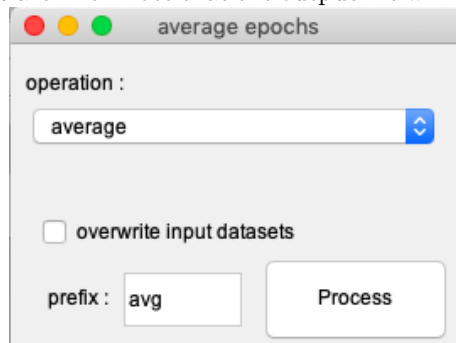 average epochs
operation :
average
overwrite input datasets
prefix :
avg
Process